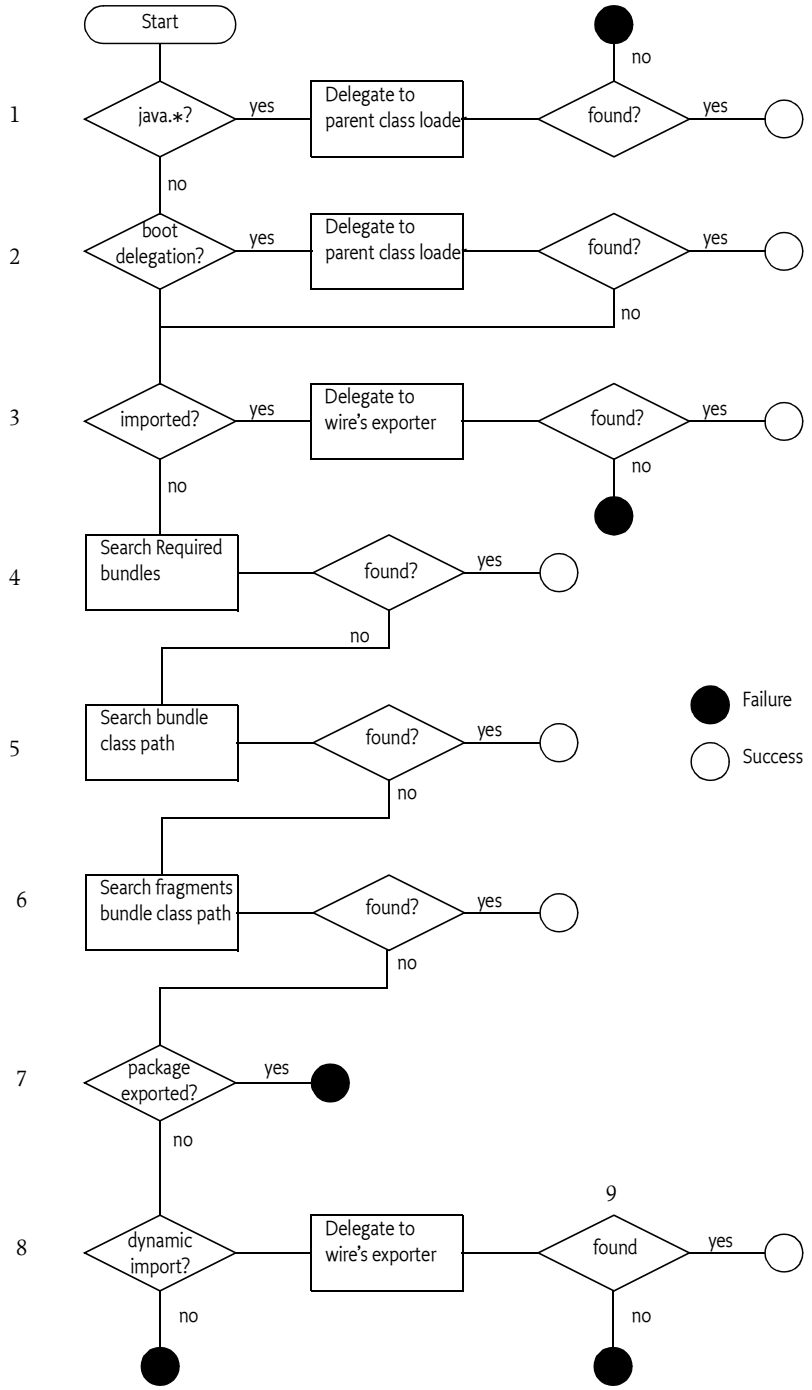 Start
no
1
java.*?
yes
Delegate to
parent class loade
found?
yes
no
2
boot
delegation?
yes
Delegate to
parent class loade
found?
yes
no
3
imported?
yes
Delegate to
wire's exporter
found?
yes
no
no
4
Search Required
bundles
found?
yes
no
Failure
Success
5
Search bundle
class path
found?
yes
no
6
Search fragments
bundle class path
found?
yes
no
7
package
exported?
yes
no
9
8
dynamic
import?
Delegate to
wire's exporter
found
yes
no
no